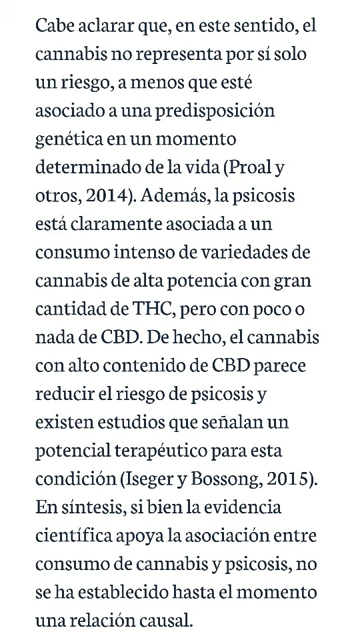 Cabe aclarar que, en este sentido, el
cannabis no representa por sí solo
un riesgo, a menos que esté
asociado a una predisposición
genética en un momento
determinado de la vida (Proal y
otros, 2014). Además, la psicosis
está claramente asociada a un
consumo intenso de variedades de
cannabis de alta potencia con gran
cantidad de THC, pero con poco o
nada de CBD. De hecho, el cannabis
con alto contenido de CBD parece
reducir el riesgo de psicosis y
existen estudios que señalan un
potencial terapéutico para esta
condición (Iseger y Bossong, 2015).
En síntesis, si bien la evidencia
científica apoya la asociación entre
consumo de cannabis y psicosis, no
se ha establecido hasta el momento
una relación causal.